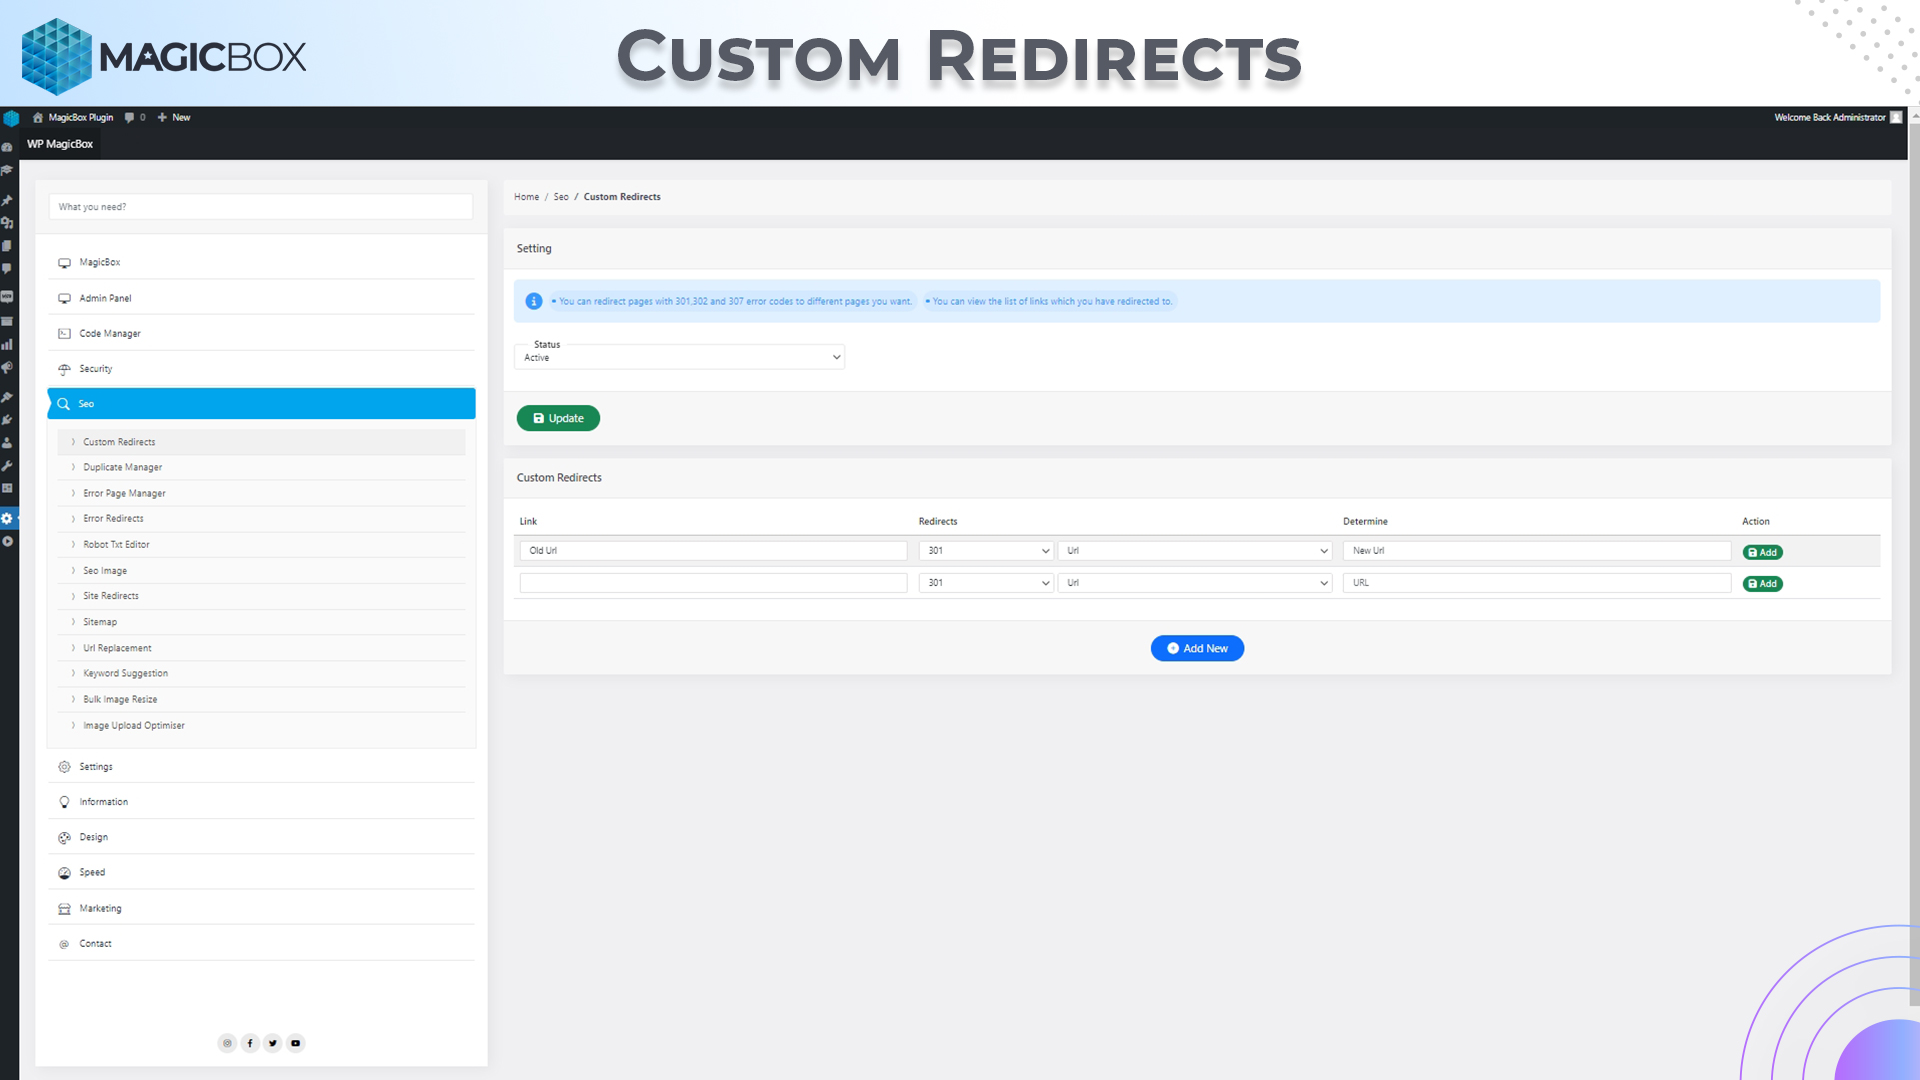 MAGICBOX
CUSTOM REDIRECTS
MagicBox Plugin 0 New
Welcome Back Administrator
WP MagicBox
What you need?
MagicBox
Admin Panel
Code Manager
Security
Seo
Custom Redirects
Duplicate Manager
Error Page Manager
Error Redirects
Robot Txt Editor
Seo Image
Site Redirects
Sitemap
Url Replacement
Keyword Suggestion
Bulk Image Resize
Image Upload Optimiser
Settings
Information
Design
Speed
Marketing
Contact
Home / Seo / Custom Redirects
Setting
You can redirect pages with 301,302 and 307 error codes to different pages you want. You can view the list of links which you have redirected to.
Status
Active
Update
Custom Redirects
Link Redirects Determine Action
Old Url 301 Url New Url Add
301 Url URL Add
Add New